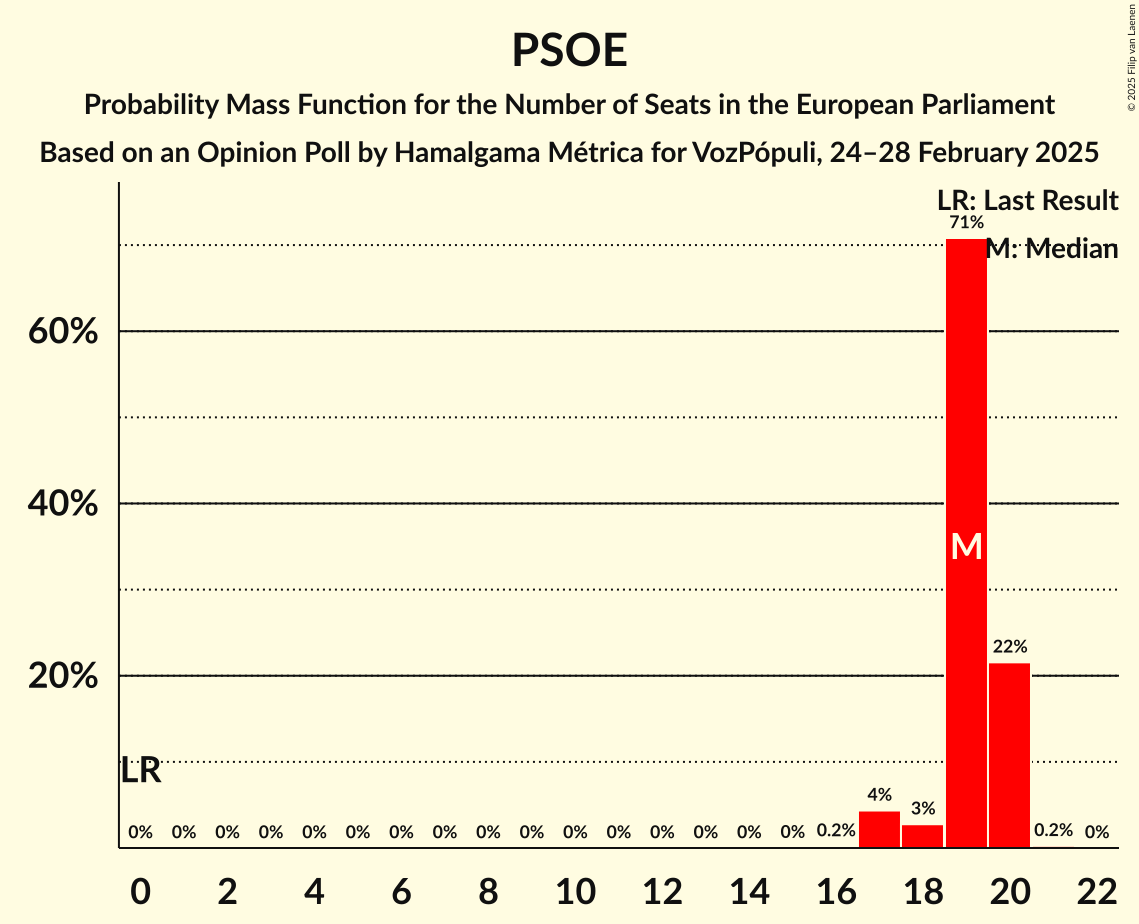 PSOE
Probability Mass Function for the Number of Seats in the European Parliament
Based on an Opinion Poll by Hamalgama Métrica for VozPópuli, 24–28 February 2025
© 2025 Filip van Laenen
LR: Last Result
71%
M: Median
60%
40%
M
22%
20%
LR
4%
3%
0% 0% 0% 0% 0% 0% 0% 0% 0% 0% 0% 0% 0% 0% 0% 0% 0.2% 0.2% 0%
0 2 4 6 8 10 12 14 16 18 20 22